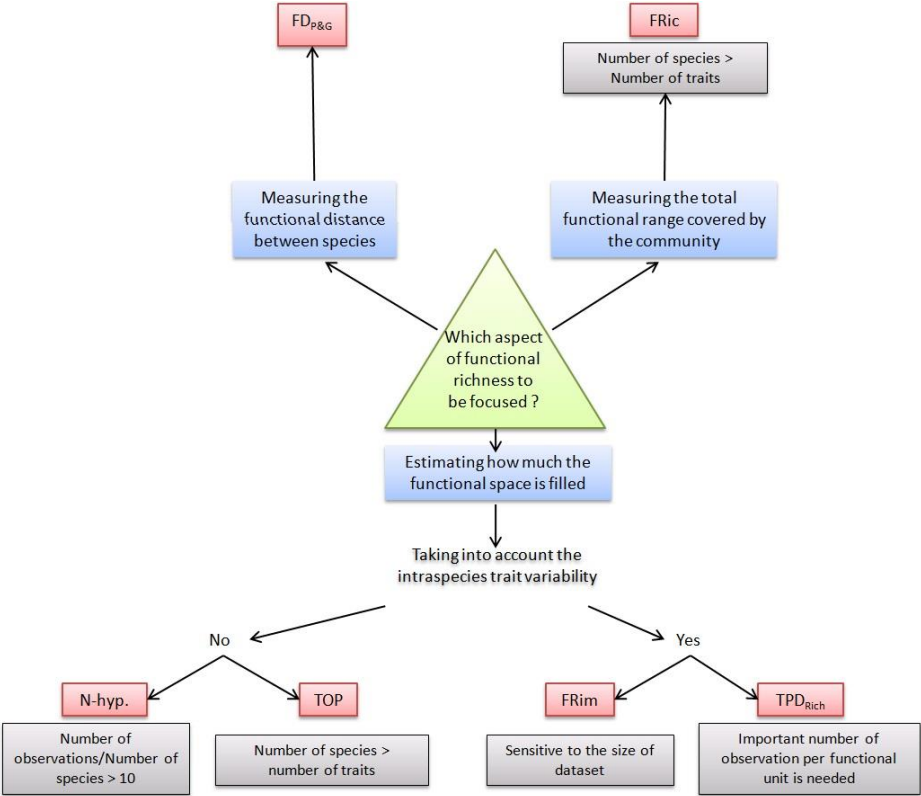 FDP&G
FRic
Number of species >
Number of traits
Measuring the
functional distance
between species
Measuring the total
functional range covered by
the community
Which aspect
of functional
richness to
be focused ?
Estimating how much the
functional space is filled
Taking into account the
intraspecies trait variability
No
Yes
N-hyp.
TOP
FRim
TPDRich
Number of
observations/Number of
species > 10
Number of species >
number of traits
Sensitive to the size of
dataset
Important number of
observation per functional
unit is needed